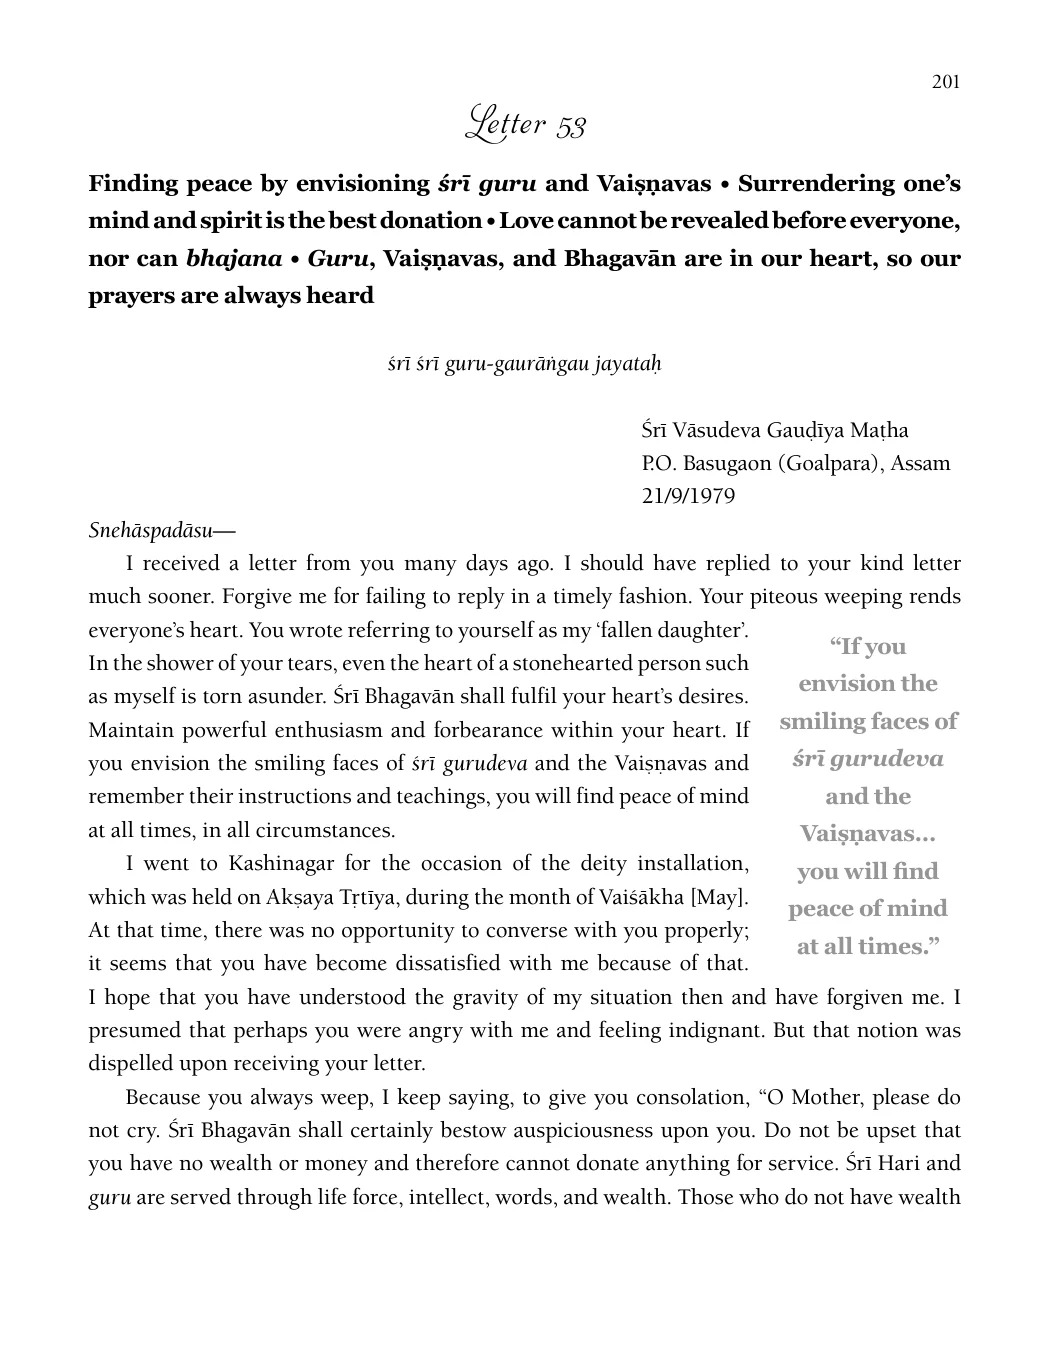 201
Letter 53
Finding peace by envisioning śrī guru and Vaiṣṇavas • Surrendering one’s
mind and spirit is the best donation • Love cannot be revealed before everyone,
nor can bhajana • Guru, Vaiṣṇavas, and Bhagavān are in our heart, so our
prayers are always heard
śrī śrī guru-gaurāṅgau jayataḥ
Śrī Vāsudeva Gauḍīya Maṭha
P.O. Basugaon (Goalpara), Assam
21/9/1979
Snehāspadāsu—
I received a letter from you many days ago. I should have replied to your kind letter
much sooner. Forgive me for failing to reply in a timely fashion. Your piteous weeping rends
everyone’s heart. You wrote referring to yourself as my ‘fallen daughter’.
In the shower of your tears, even the heart of a stonehearted person such
as myself is torn asunder. Śrī Bhagavān shall fulfil your heart’s desires.
Maintain powerful enthusiasm and forbearance within your heart. If
you envision the smiling faces of śrī gurudeva and the Vaiṣṇavas and
remember their instructions and teachings, you will find peace of mind
at all times, in all circumstances.
I went to Kashinagar for the occasion of the deity installation,
which was held on Akṣaya Tṛtīya, during the month of Vaiśākha [May].
At that time, there was no opportunity to converse with you properly;
it seems that you have become dissatisfied with me because of that.
I hope that you have understood the gravity of my situation then and have forgiven me. I
presumed that perhaps you were angry with me and feeling indignant. But that notion was
dispelled upon receiving your letter.
Because you always weep, I keep saying, to give you consolation, “O Mother, please do
not cry. Śrī Bhagavān shall certainly bestow auspiciousness upon you. Do not be upset that
you have no wealth or money and therefore cannot donate anything for service. Śrī Hari and
guru are served through life force, intellect, words, and wealth. Those who do not have wealth
“If you
envision the
smiling faces of
śrī gurudeva
and the
Vaiṣṇavas…
you will find
peace of mind
at all times.”